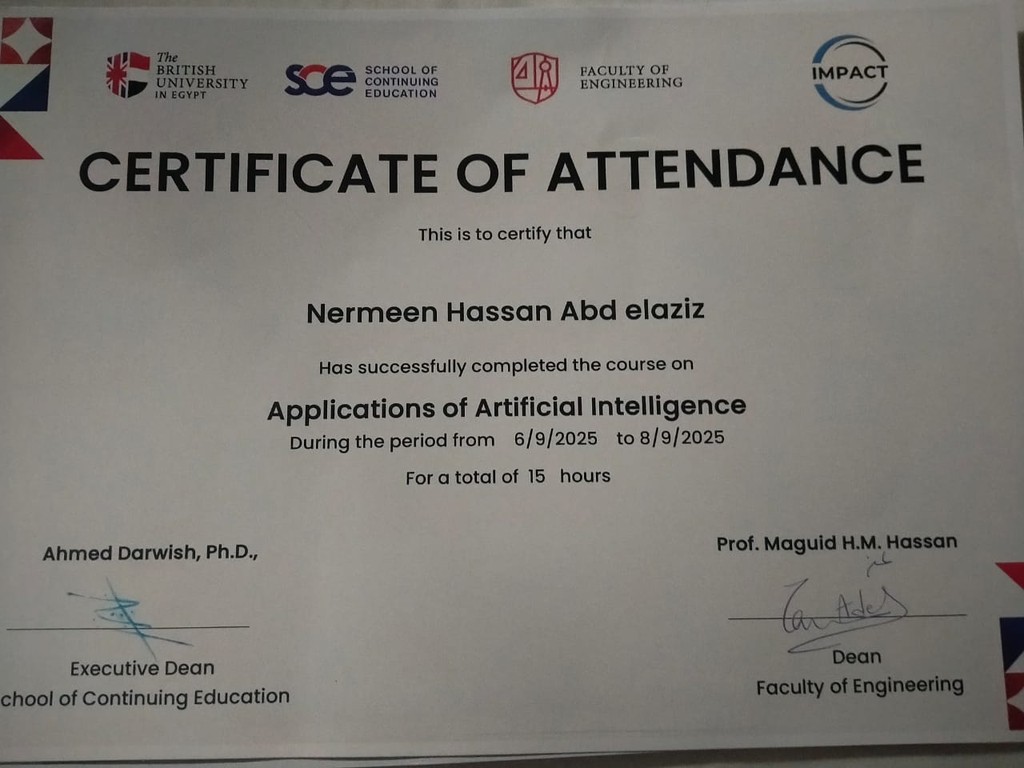 The
BRITISH
UNIVERSITY
IN EGYPT
sce SCHOOL OF
CONTINUING
EDUCATION
FACULTY OF
ENGINEERING
IMPACT
CERTIFICATE OF ATTENDANCE
This is to certify that
Nermeen Hassan Abd elaziz
Has successfully completed the course on
Applications of Artificial Intelligence
During the period from 6/9/2025 to 8/9/2025
For a total of 15 hours
Ahmed Darwish, Ph.D.,
Executive Dean
chool of Continuing Education
Prof. Maguid H.M. Hassan
Dean
Faculty of Engineering